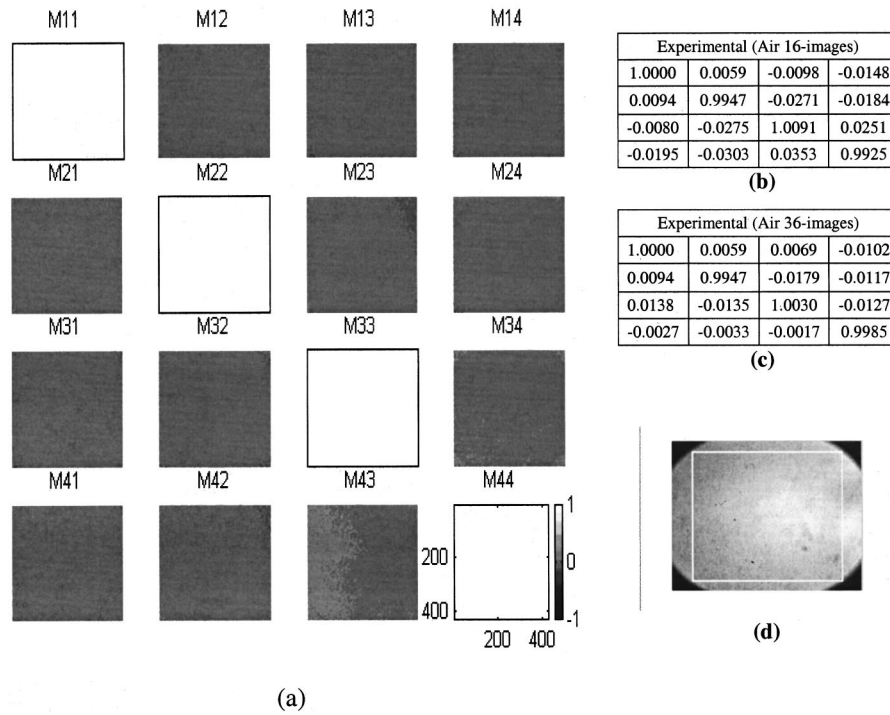 M11 M12 M13 M14
M21 M22 M23 M24
M31 M32 M33 M34
M41 M42 M43 M44
1
200 0
400 -1
200 400
(a)
Experimental (Air 16-images)
1.0000 0.0059 -0.0098 -0.0148
0.0094 0.9947 -0.0271 -0.0184
-0.0080 -0.0275 1.0091 0.0251
-0.0195 -0.0303 0.0353 0.9925
(b)
Experimental (Air 36-images)
1.0000 0.0059 0.0069 -0.0102
0.0094 0.9947 -0.0179 -0.0117
0.0138 -0.0135 1.0030 -0.0127
-0.0027 -0.0033 -0.0017 0.9985
(c)
(d)